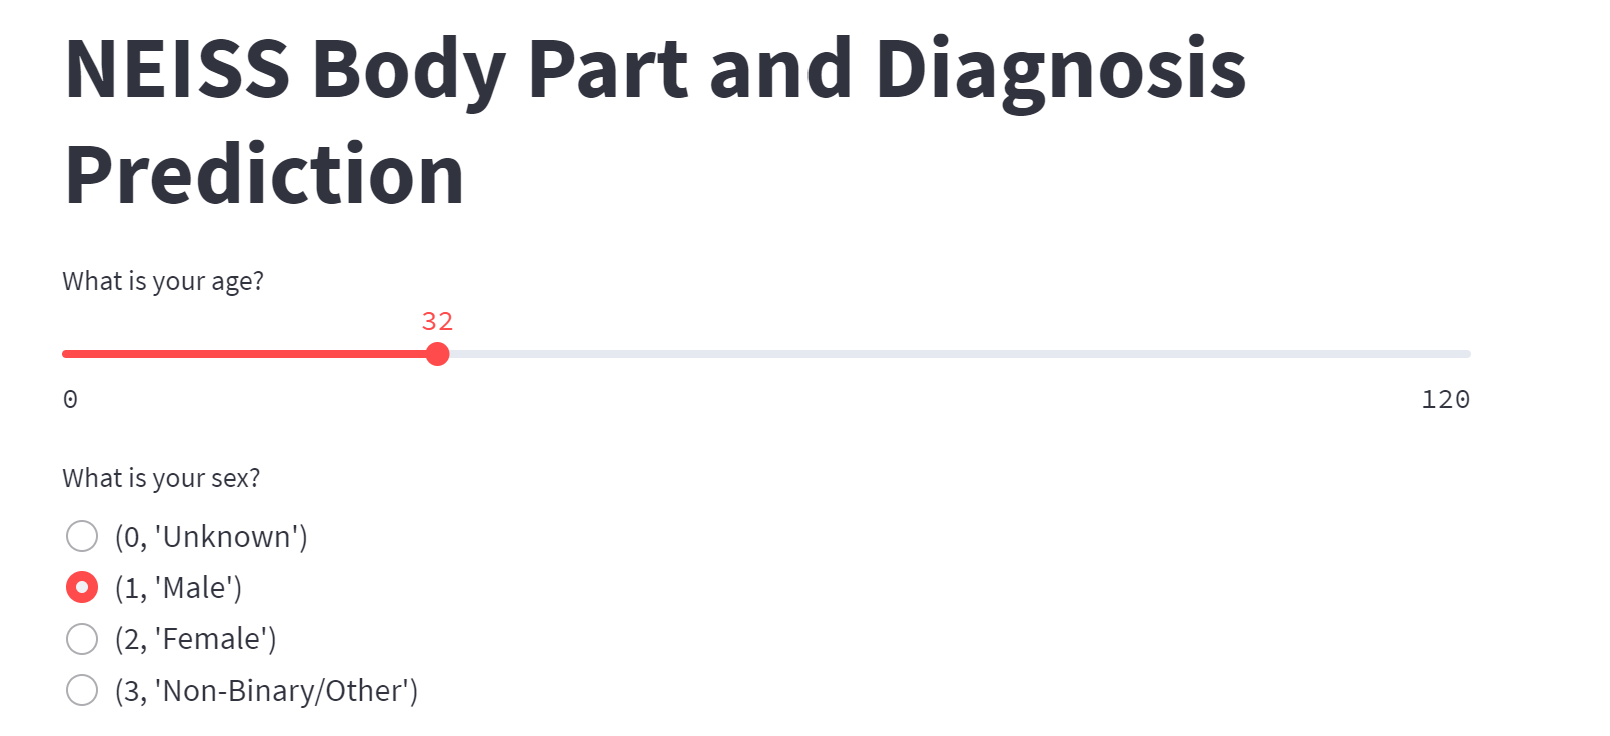 NEISS Body Part and Diagnosis
Prediction
What is your age?
32
0 120
What is your sex?
(0, 'Unknown')
(1, 'Male')
(2, 'Female')
(3, 'Non-Binary/Other')